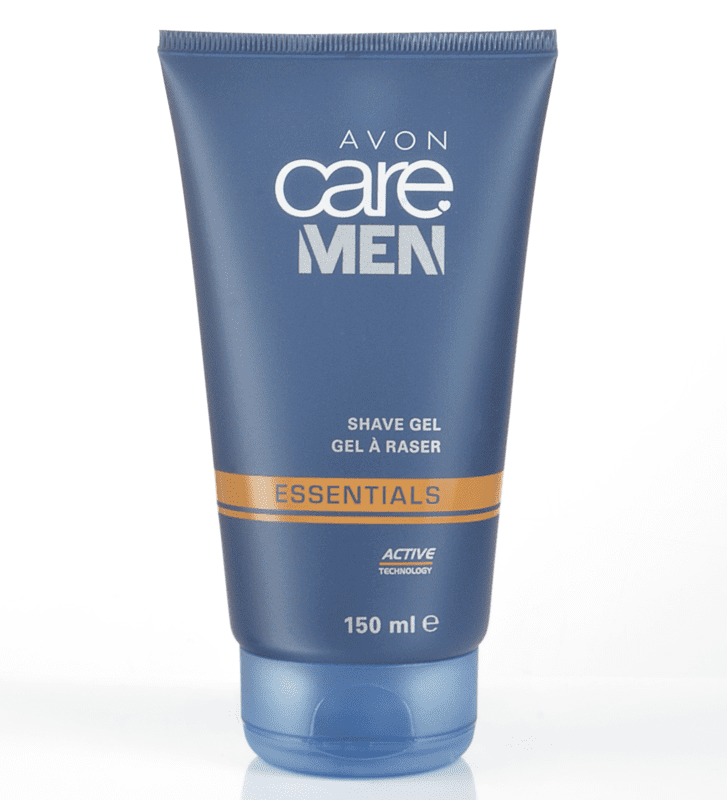 AVON
care
MEN
SHAVE GEL
GEL À RASER
ESSENTIALS
ACTIVE
TECHNOLOGY
150 ml ℮